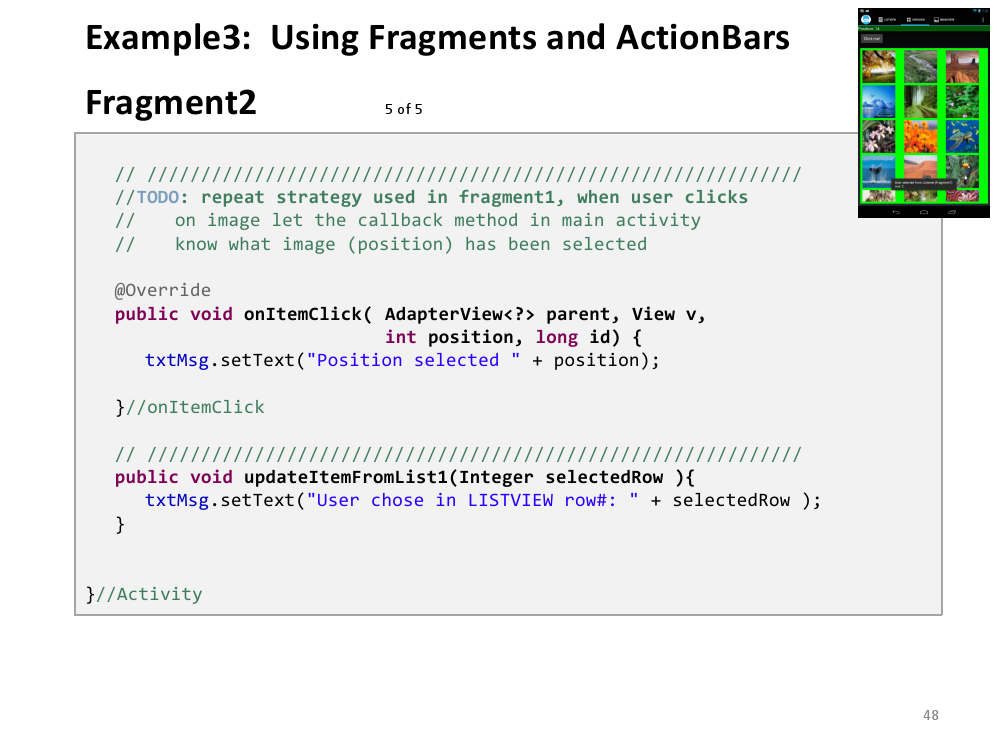 Example3: Using Fragments and ActionBars
Fragment2
5 of 5
// /////////////////////////////////////////////////////////////
//TODO: repeat strategy used in fragment1, when user clicks
// on image let the callback method in main activity
// know what image (position) has been selected
@Override
public void onItemClick( AdapterView<?> parent, View v,
int position, long id) {
txtMsg.setText("Position selected " + position);
}//onItemClick
// /////////////////////////////////////////////////////////////
public void updateItemFromList1(Integer selectedRow ){
txtMsg.setText("User chose in LISTVIEW row#: " + selectedRow );
}
}//Activity
48